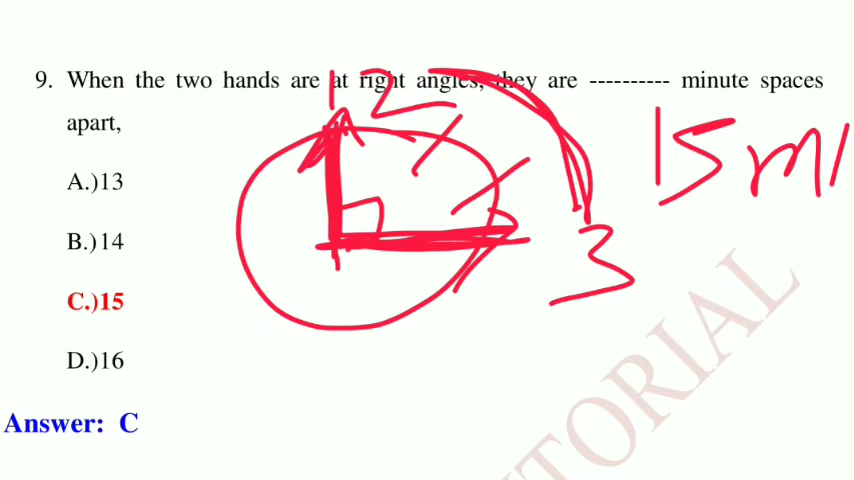 9. When the two hands are at right angles, they are ---------- minute spaces
apart,
12
15 mi
A.)13
B.)14
3
C.)15
D.)16
Answer: C
TORIAL